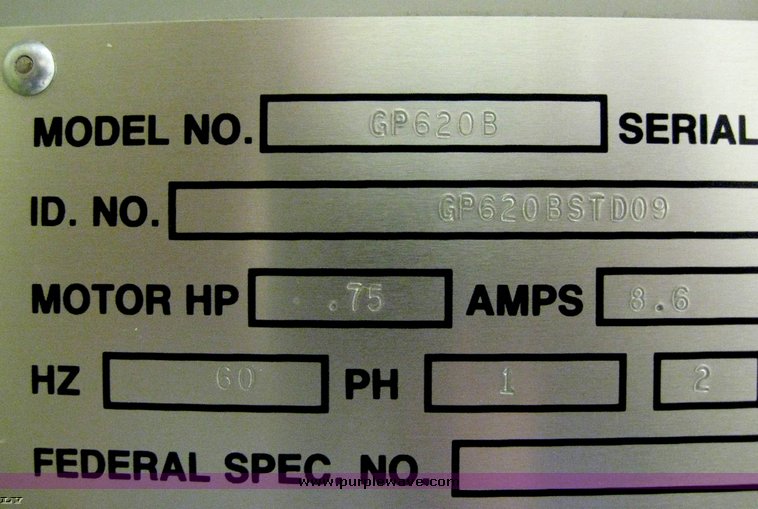 MODEL NO. GP620B SERIAL
ID. NO. GP620BSTD09
MOTOR HP .75 AMPS 8.6
HZ 60 PH 1 2
FEDERAL SPEC. NO
www.purplewave.com